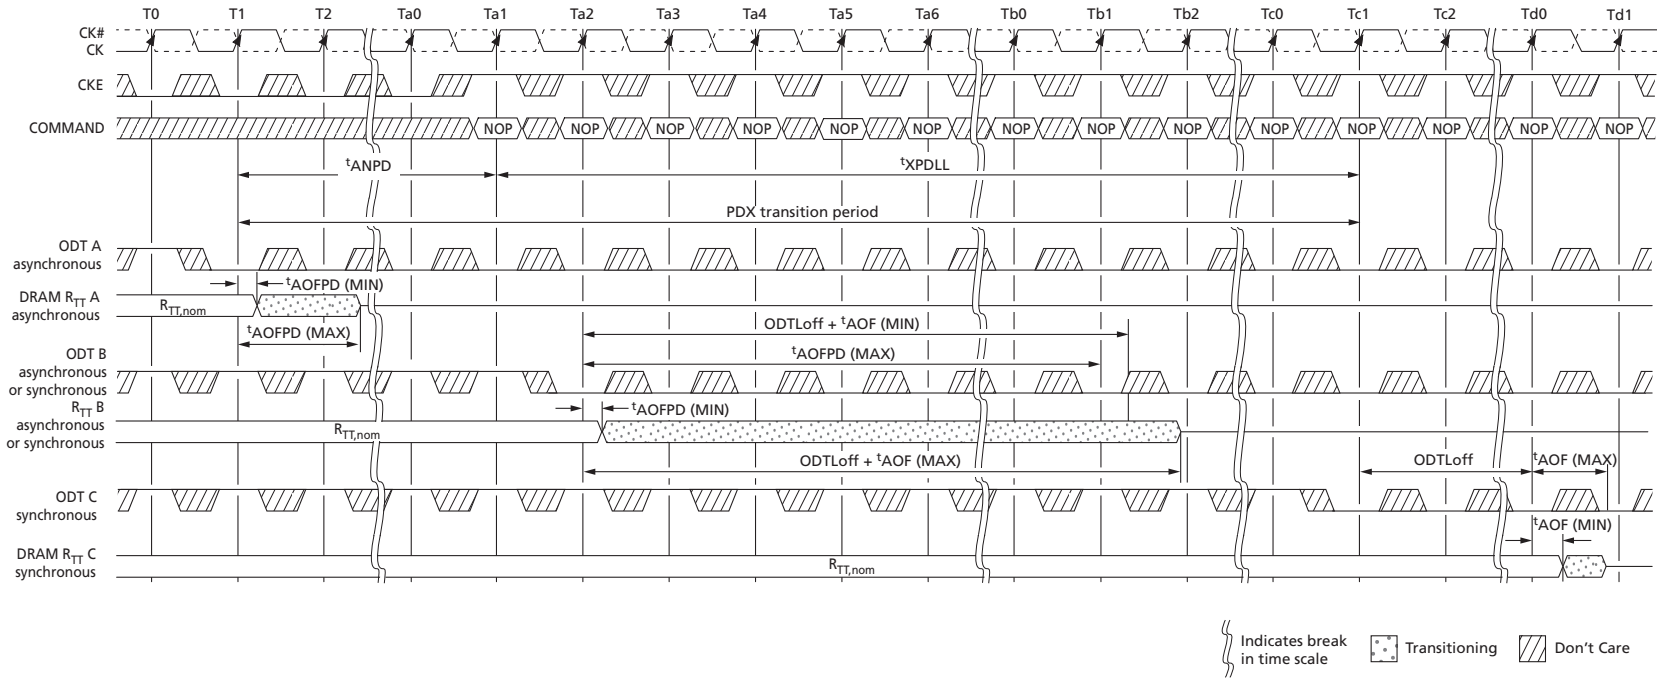 T0 T1 T2 Ta0 Ta1 Ta2 Ta3 Ta4 Ta5 Ta6 Tb0 Tb1 Tb2 Tc0 Tc1 Tc2 Td0 Td1
CK#
CK
CKE
COMMAND NOP NOP NOP NOP NOP NOP NOP NOP NOP NOP NOP NOP NOP NOP
tANPD tXPDLL
PDX transition period
ODT A
asynchronous
tAOFPD (MIN)
DRAM RTT A
asynchronous
RTT,nom
tAOFPD (MAX)
ODTLoff + tAOF (MIN)
tAOFPD (MAX)
ODT B
asynchronous
or synchronous
tAOFPD (MIN)
RTT B
asynchronous
or synchronous
RTT,nom
ODTLoff + tAOF (MAX)
ODTLoff tAOF (MAX)
ODT C
synchronous
tAOF (MIN)
DRAM RTT C
synchronous
RTT,nom
Indicates break
in time scale
Transitioning
Don't Care